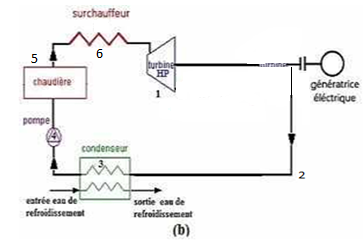 surchauffeur
5
6
chaudière
turbine
HP
1
génératrice
électrique
pompe
4
condenseur
3
2
entrée eau de
refroidissement
sortie eau de
refroidissement
(b)